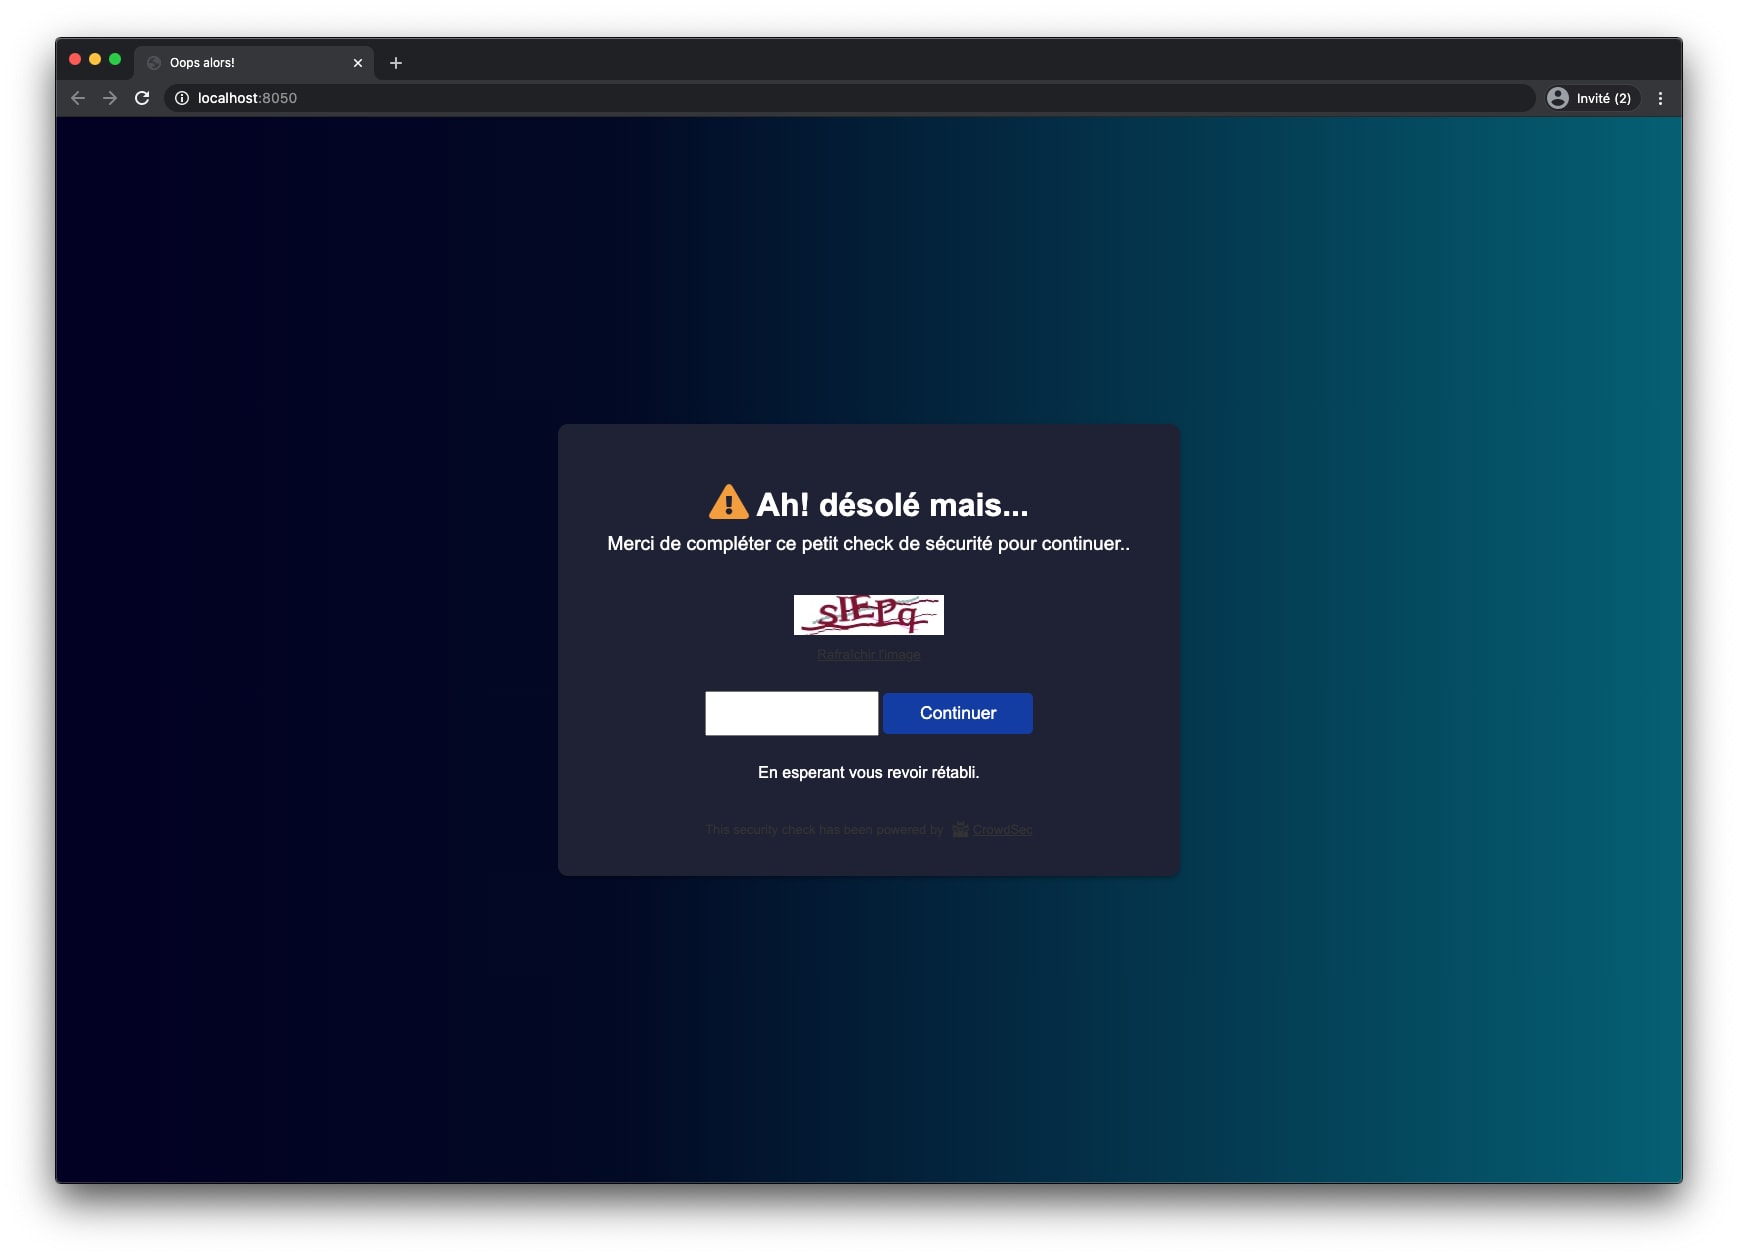 Oops alors!
localhost:8050
Invité (2)
Ah! désolé mais...
Merci de compléter ce petit check de sécurité pour continuer..
Rafraîchir l'image
Continuer
En esperant vous revoir rétabli.
This security check has been powered by CrowdSec